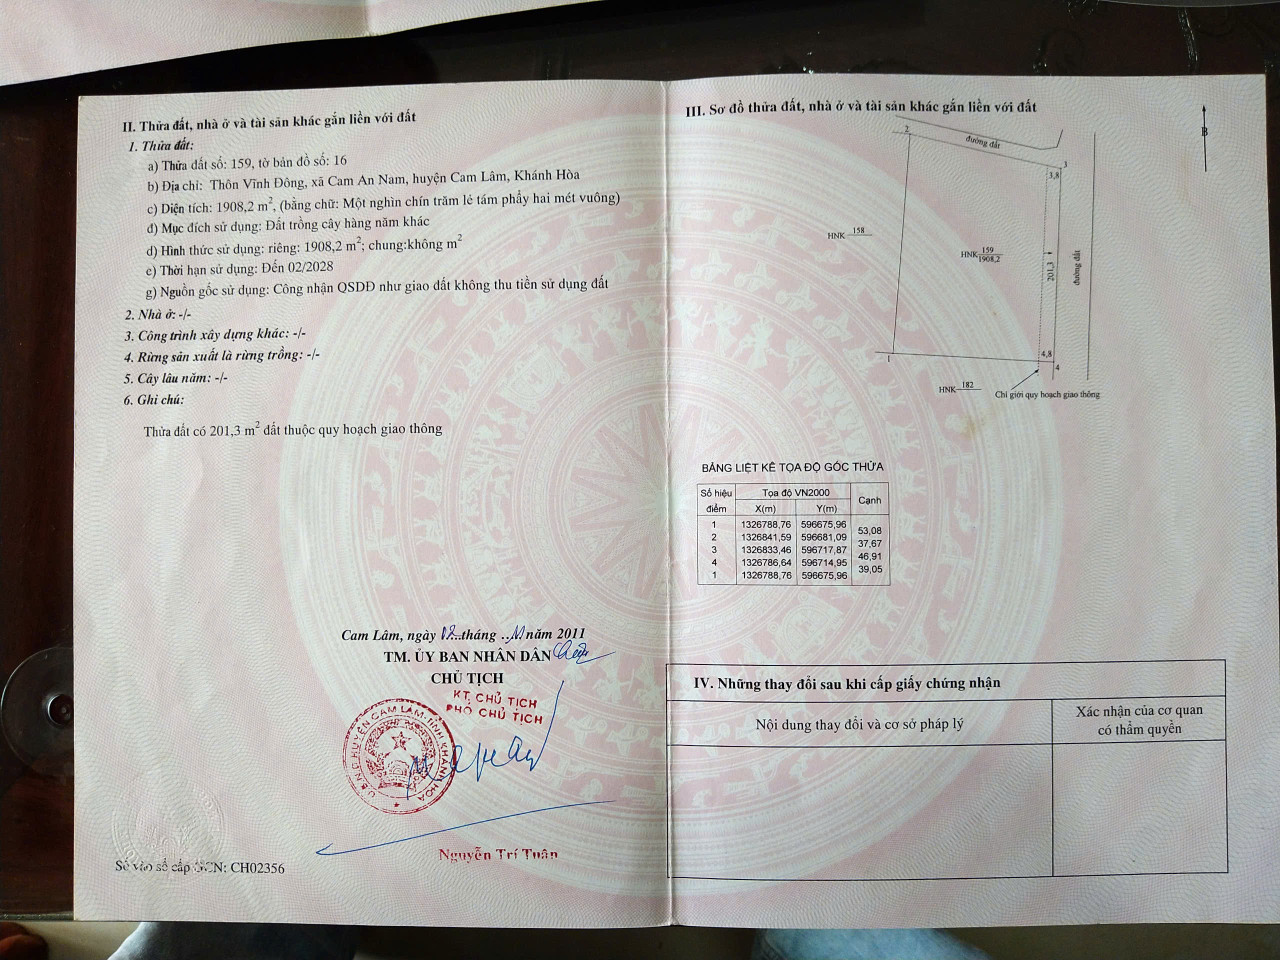 II. Thửa đất, nhà ở và tài sản khác gắn liền với đất
1. Thửa đất:
a) Thửa đất số: 159, tờ bản đồ số: 16
b) Địa chỉ: Thôn Vĩnh Đông, xã Cam An Nam, huyện Cam Lâm, Khánh Hòa
c) Diện tích: 1908,2 m², (bằng chữ: Một nghìn chín trăm lẻ tám phẩy hai mét vuông)
d) Mục đích sử dụng: Đất trồng cây hàng năm khác
đ) Hình thức sử dụng: riêng: 1908,2 m²; chung:không m²
e) Thời hạn sử dụng: Đến 02/2028
g) Nguồn gốc sử dụng: Công nhận QSDĐ như giao đất không thu tiền sử dụng đất
2. Nhà ở: -/-
3. Công trình xây dựng khác: -/-
4. Rừng sản xuất là rừng trồng: -/-
5. Cây lâu năm: -/-
6. Ghi chú:
Thửa đất có 201,3 m² đất thuộc quy hoạch giao thông
Cam Lâm, ngày 12 tháng 11 năm 2011
TM. ỦY BAN NHÂN DÂN
CHỦ TỊCH
KT. CHỦ TỊCH
PHÓ CHỦ TỊCH
U.B.N.D HUYỆN CAM LÂM-TỈNH KHÁNH HÒA
Nguyễn Trí Tuân
Số vào sổ cấp GCN: CH02356
III. Sơ đồ thửa đất, nhà ở và tài sản khác gắn liền với đất
B
2
đường đất
3
3,8
HNK 158
HNK 159
1908,2
201,3
đường đất
1
4,8
4
HNK 182
Chỉ giới quy hoạch giao thông
BẢNG LIỆT KÊ TỌA ĐỘ GÓC THỬA
Số hiệu điểm Tọa độ VN2000 Cạnh
X(m) Y(m)
1 1326788,76 596675,96
53,08
2 1326841,59 596681,09
37,67
3 1326833,46 596717,87
46,91
4 1326786,64 596714,95
39,05
1 1326788,76 596675,96
IV. Những thay đổi sau khi cấp giấy chứng nhận
Nội dung thay đổi và cơ sở pháp lý
Xác nhận của cơ quan
có thẩm quyền